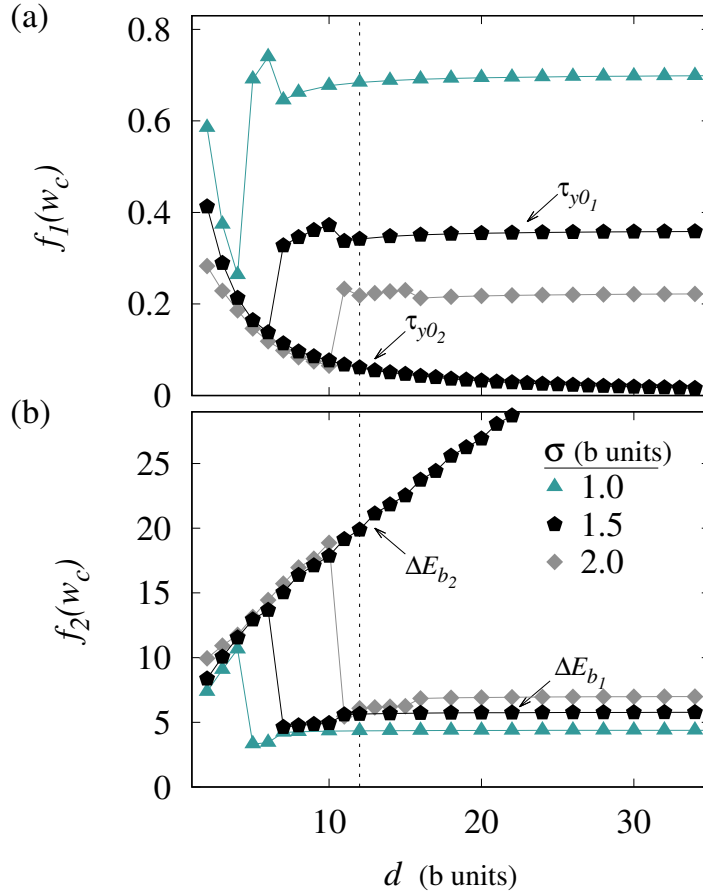 (a)
0.8
0.6
0.4
0.2
0
f1(wc)
τy01
τy02
(b)
25
20
15
10
5
0
f2(wc)
σ (b units)
1.0
1.5
2.0
ΔEb2
ΔEb1
10 20 30
d (b units)